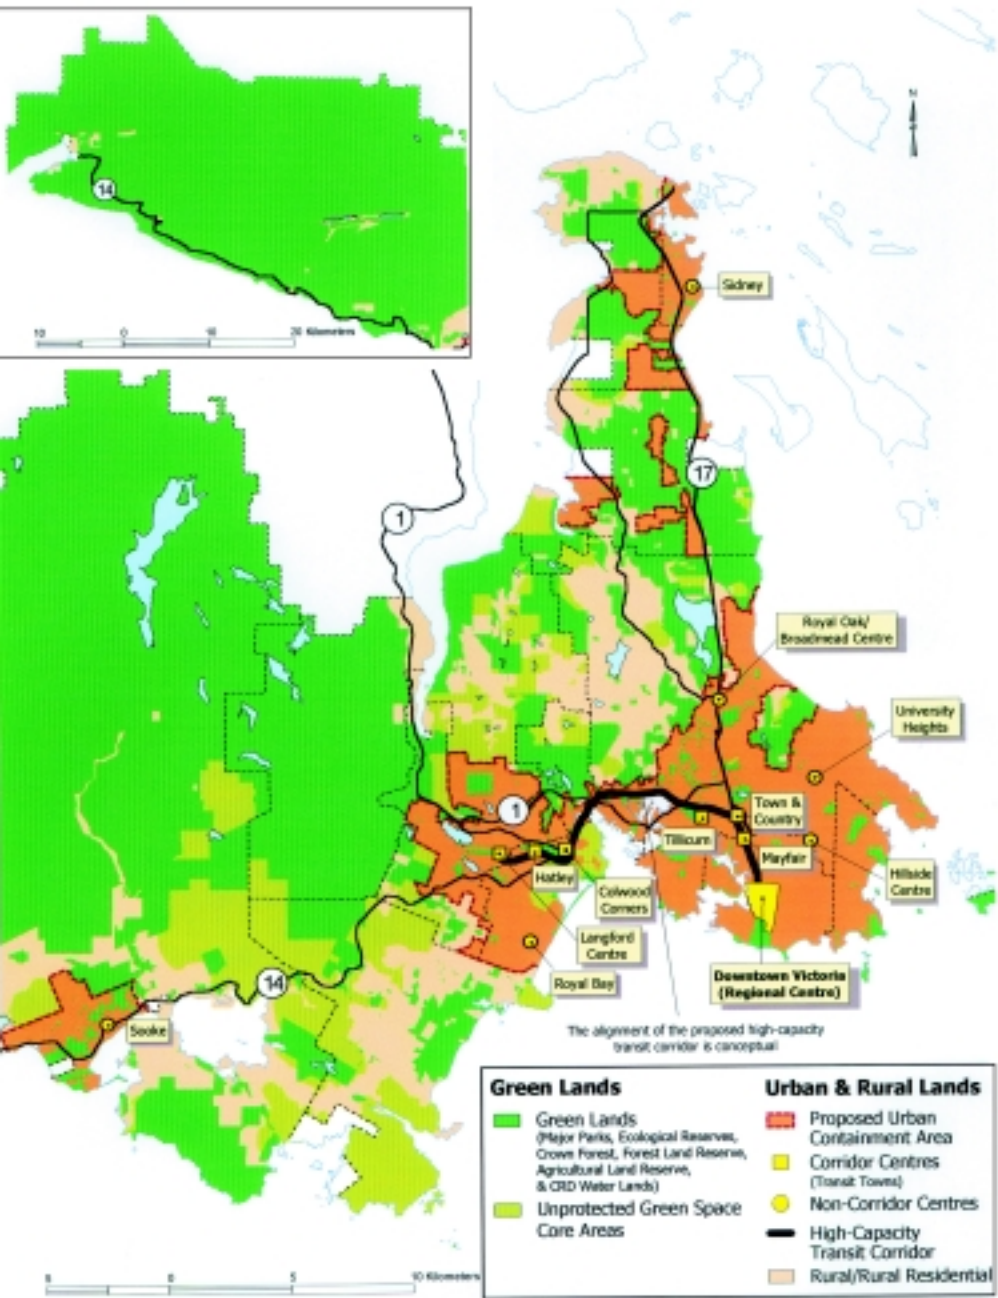 14
10 0 10 20 Kilometers
N
Sidney
17
1
Royal Oak/
Broadmead Centre
University
Heights
1
Town &
Country
Tillicum
Mayfair
Hatley
Hillside
Centre
Colwood
Corners
Langford
Centre
Royal Bay
14
Downtown Victoria
(Regional Centre)
Sooke
The alignment of the proposed high-capacity
transit corridor is conceptual
Green Lands
Green Lands
(Major Parks, Ecological Reserves,
Crown Forest, Forest Land Reserve,
Agricultural Land Reserve,
& CRD Water Lands)
Unprotected Green Space
Core Areas
Urban & Rural Lands
Proposed Urban
Containment Area
Corridor Centres
(Transit Towns)
Non-Corridor Centres
High-Capacity
Transit Corridor
Rural/Rural Residential
0 5 10 Kilometers